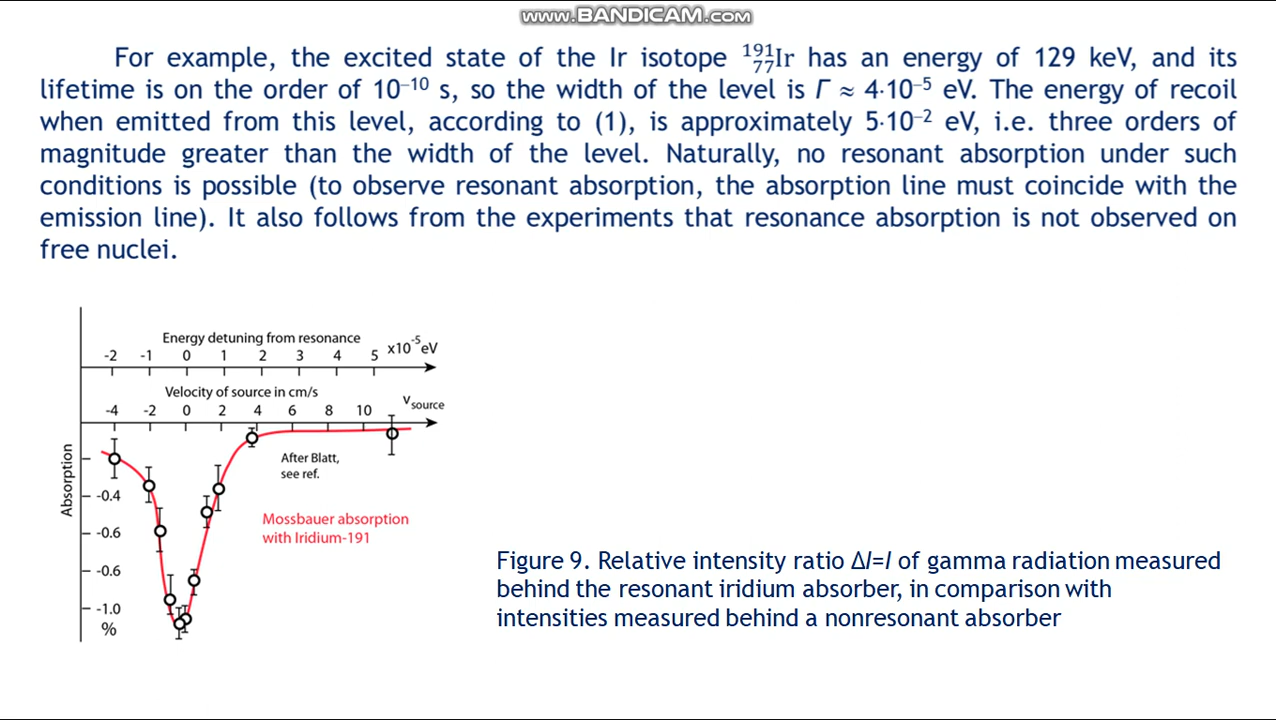 www.BANDICAM.com
For example, the excited state of the Ir isotope ¹⁹¹₇₇Ir has an energy of 129 keV, and its
lifetime is on the order of 10⁻¹⁰ s, so the width of the level is Γ ≈ 4·10⁻⁵ eV. The energy of recoil
when emitted from this level, according to (1), is approximately 5·10⁻² eV, i.e. three orders of
magnitude greater than the width of the level. Naturally, no resonant absorption under such
conditions is possible (to observe resonant absorption, the absorption line must coincide with the
emission line). It also follows from the experiments that resonance absorption is not observed on
free nuclei.
Energy detuning from resonance
-2 -1 0 1 2 3 4 5 x10⁻⁵eV
Velocity of source in cm/s
-4 -2 0 2 4 6 8 10 v source
Absorption
-0.4
-0.6
-0.6
-1.0
%
After Blatt,
see ref.
Mossbauer absorption
with Iridium-191
Figure 9. Relative intensity ratio ΔI=I of gamma radiation measured
behind the resonant iridium absorber, in comparison with
intensities measured behind a nonresonant absorber